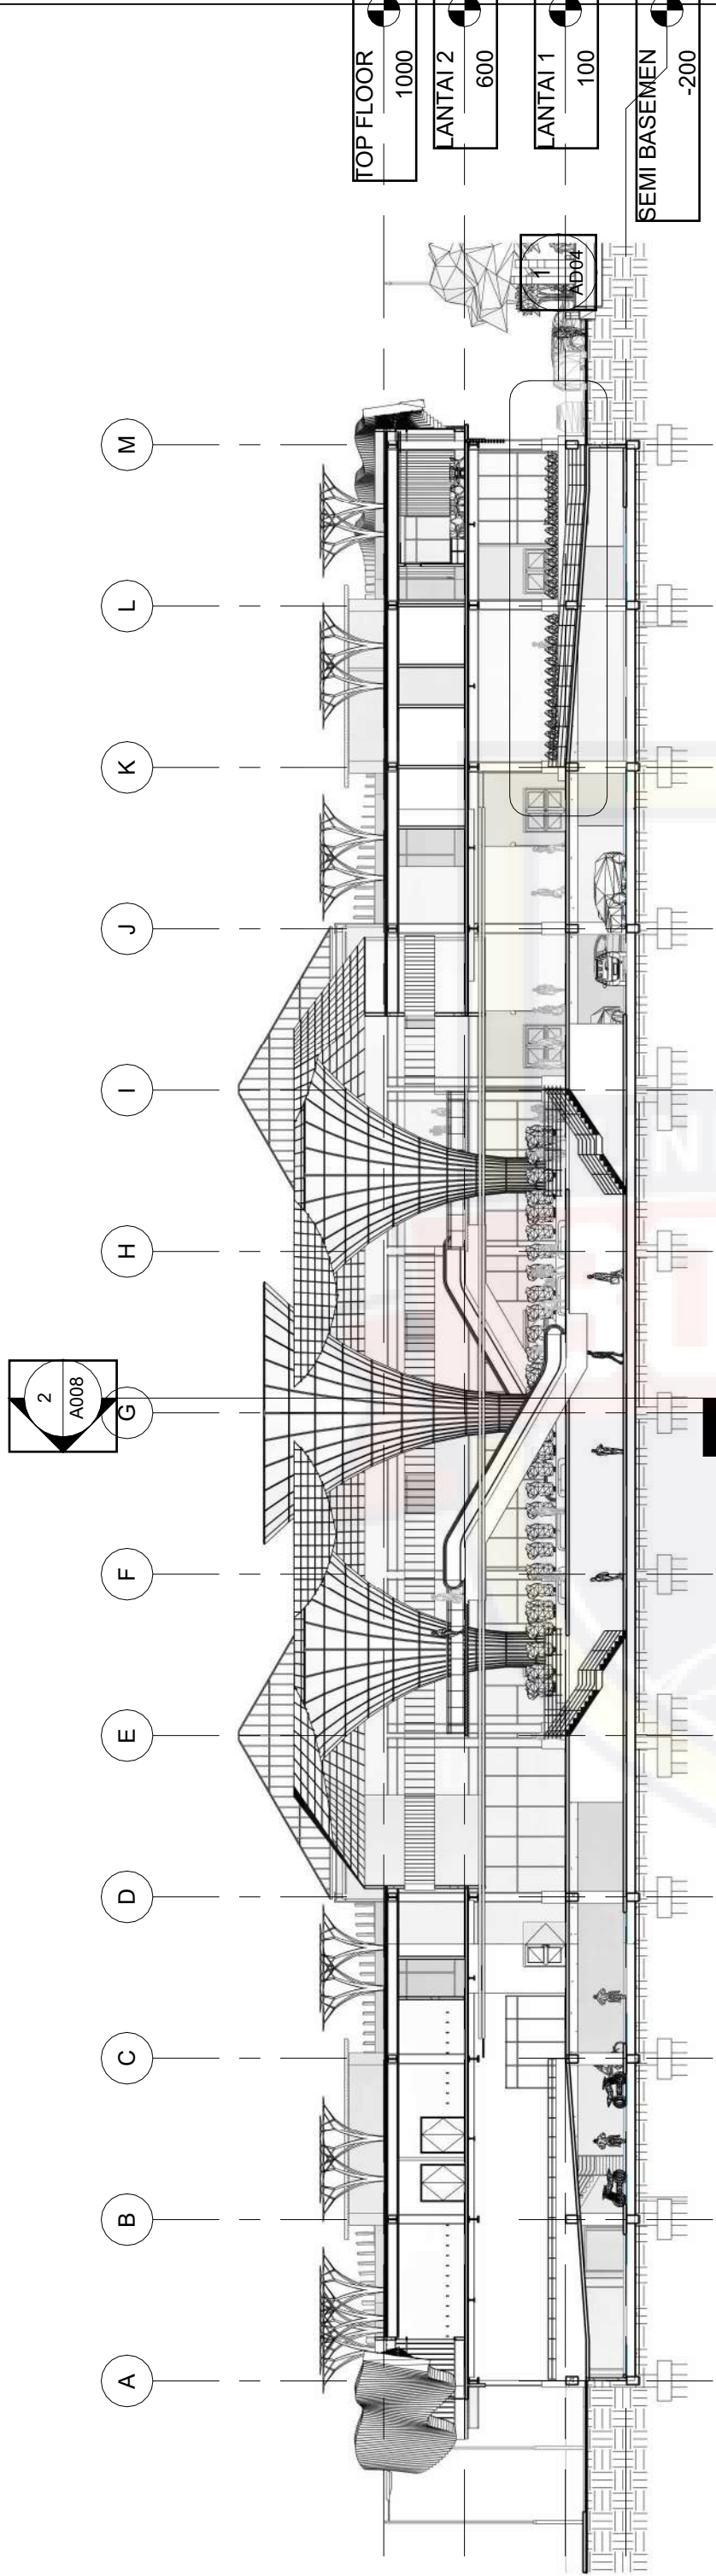 TOP FLOOR
1000
LANTAI 2
600
LANTAI 1
100
SEMI BASEMEN
-200
1
AD04
M
L
K
J
I
H
G
F
E
D
C
B
A
2
A008